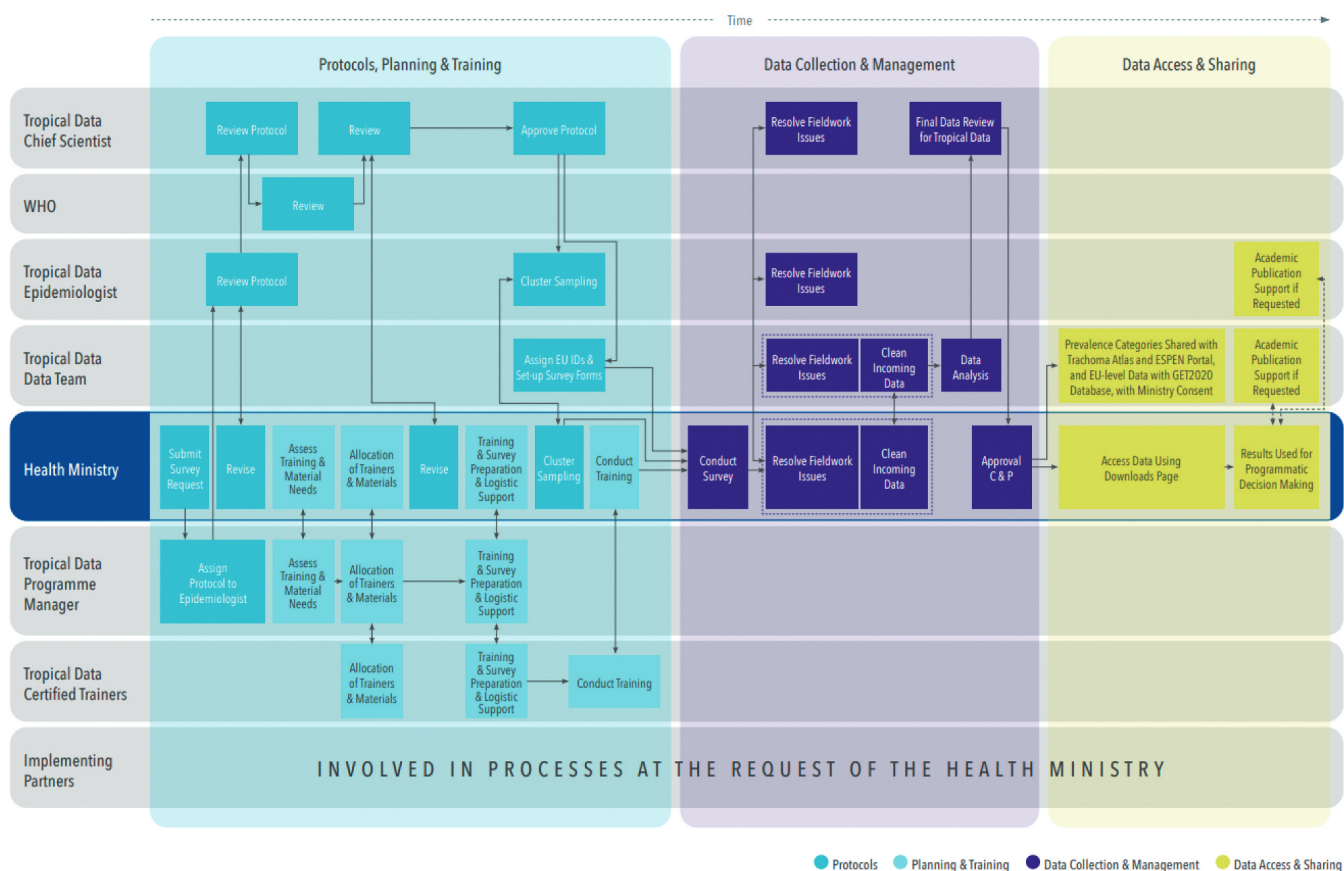 Time
Protocols, Planning & Training
Data Collection & Management
Data Access & Sharing
Tropical Data
Chief Scientist
Review Protocol
Review
Approve Protocol
Resolve Fieldwork
Issues
Final Data Review
for Tropical Data
WHO
Review
Tropical Data
Epidemiologist
Review Protocol
Cluster Sampling
Resolve Fieldwork
Issues
Academic
Publication
Support if
Requested
Tropical Data
Data Team
Assign EU IDs &
Set-up Survey Forms
Resolve Fieldwork
Issues
Clean
Incoming
Data
Data
Analysis
Prevalence Categories Shared with
Trachoma Atlas and ESPEN Portal,
and EU-level Data with GET2020
Database, with Ministry Consent
Academic
Publication
Support if
Requested
Health Ministry
Submit
Survey
Request
Revise
Assess
Training &
Material
Needs
Allocation
of Trainers
& Materials
Revise
Training
& Survey
Preparation
& Logistic
Support
Cluster
Sampling
Conduct
Training
Conduct
Survey
Resolve Fieldwork
Issues
Clean
Incoming
Data
Approval
C & P
Access Data Using
Downloads Page
Results Used for
Programmatic
Decision Making
Tropical Data
Programme
Manager
Assign
Protocol to
Epidemiologist
Assess
Training &
Material
Needs
Allocation
of Trainers
& Materials
Training
& Survey
Preparation
& Logistic
Support
Tropical Data
Certified Trainers
Allocation
of Trainers
& Materials
Training
& Survey
Preparation
& Logistic
Support
Conduct Training
Implementing
Partners
INVOLVED IN PROCESSES AT THE REQUEST OF THE HEALTH MINISTRY
Protocols
Planning & Training
Data Collection & Management
Data Access & Sharing